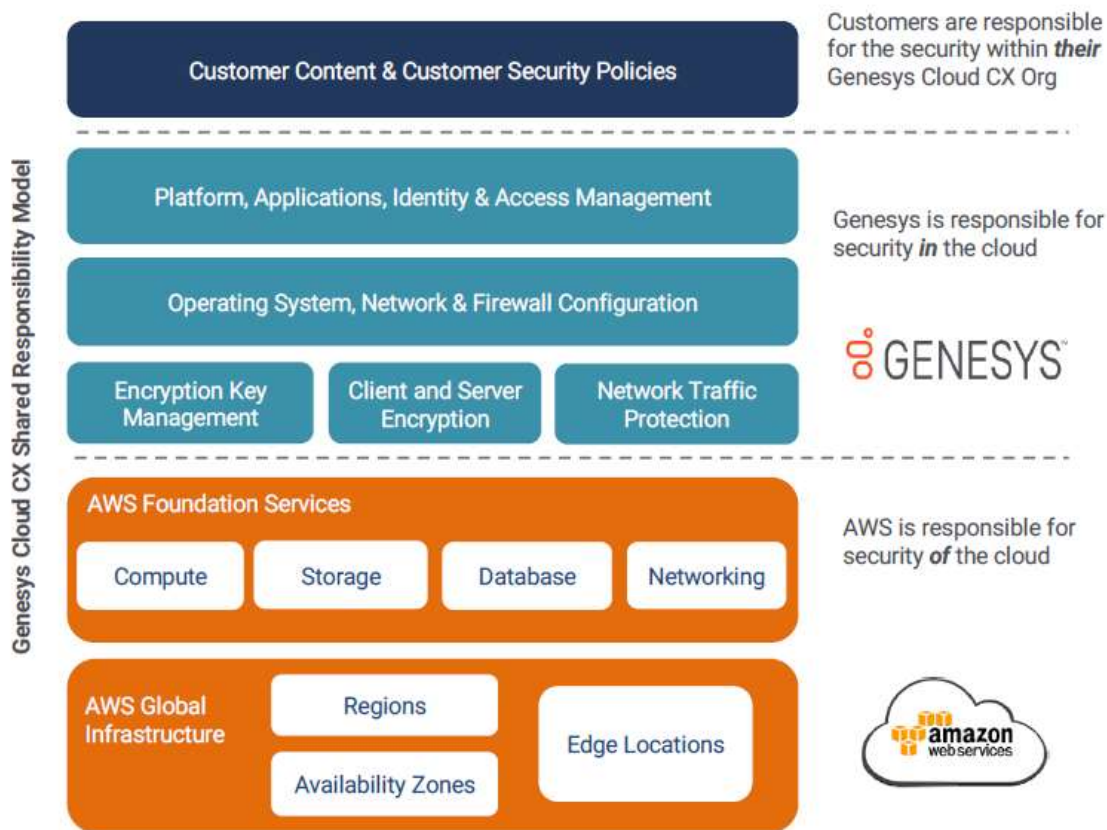 Genesys Cloud CX Shared Responsibility Model
Customer Content & Customer Security Policies
Customers are responsible
for the security within their
Genesys Cloud CX Org
Platform, Applications, Identity & Access Management
Operating System, Network & Firewall Configuration
Encryption Key
Management
Client and Server
Encryption
Network Traffic
Protection
Genesys is responsible for
security in the cloud
GENESYS™
AWS Foundation Services
Compute
Storage
Database
Networking
AWS is responsible for
security of the cloud
AWS Global
Infrastructure
Regions
Availability Zones
Edge Locations
amazon
web services